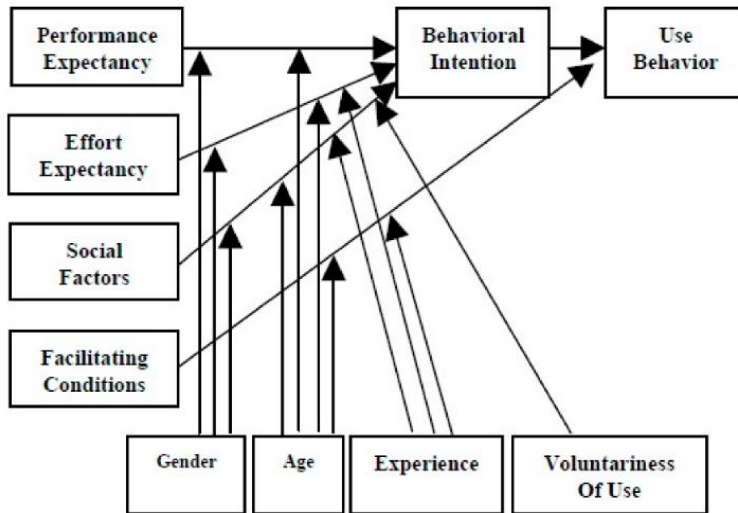 Performance
Expectancy
Behavioral
Intention
Use
Behavior
Effort
Expectancy
Social
Factors
Facilitating
Conditions
Gender
Age
Experience
Voluntariness
Of Use